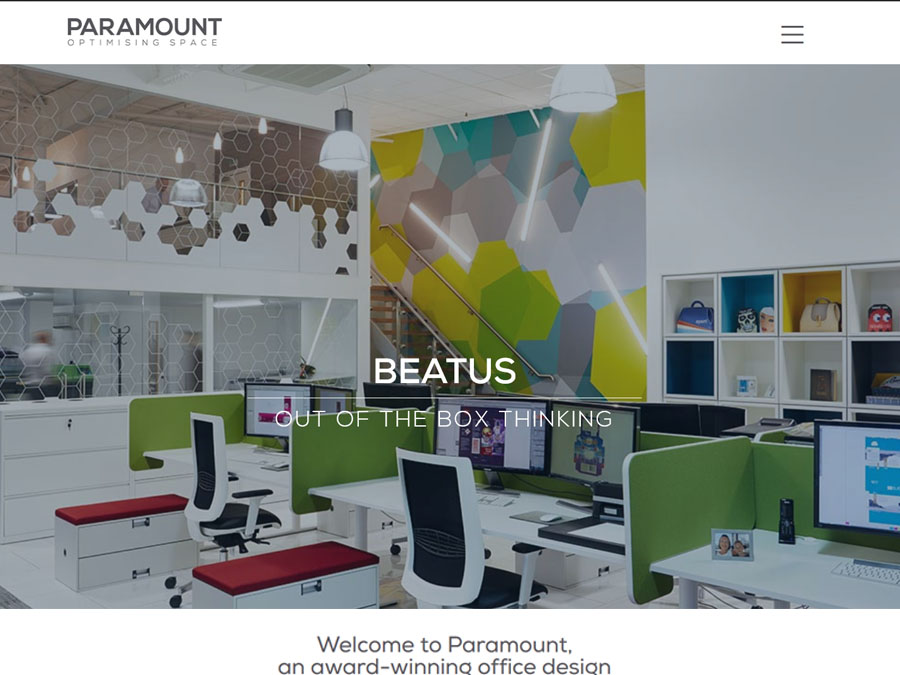 PARAMOUNT
OPTIMISING SPACE
BEATUS
OUT OF THE BOX THINKING
Welcome to Paramount,
an award-winning office design